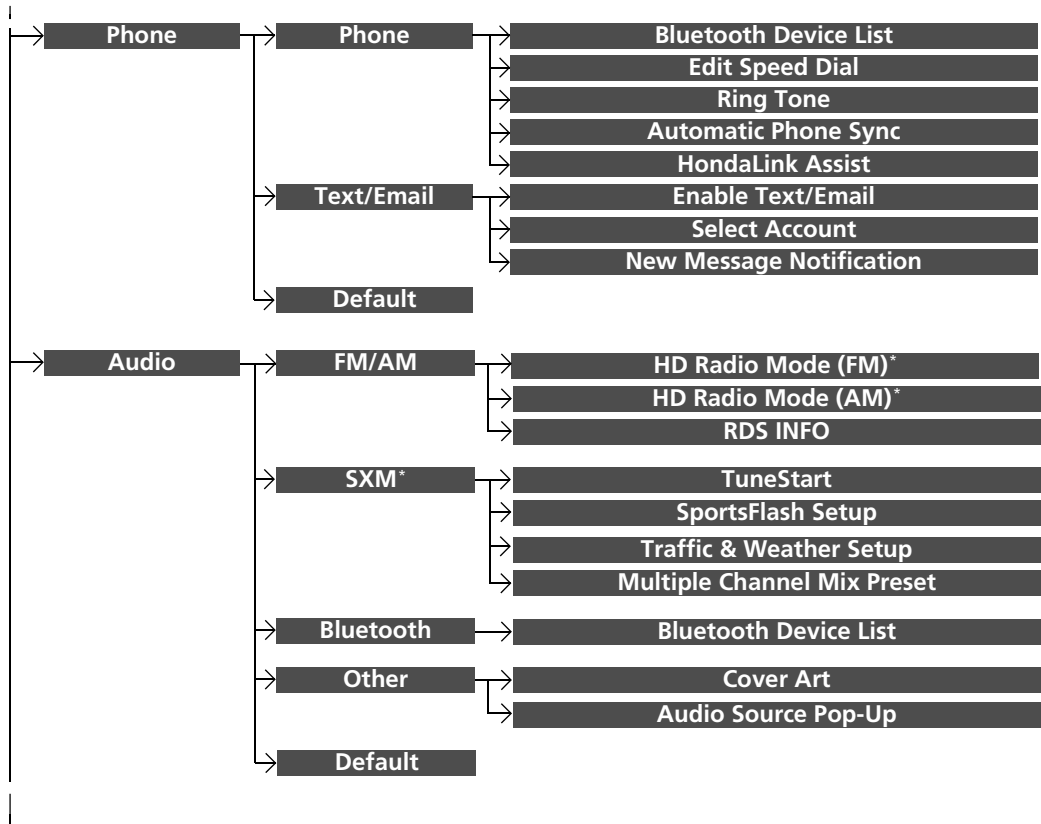 Phone
Phone
Bluetooth Device List
Edit Speed Dial
Ring Tone
Automatic Phone Sync
HondaLink Assist
Text/Email
Enable Text/Email
Select Account
New Message Notification
Default
Audio
FM/AM
HD Radio Mode (FM)*
HD Radio Mode (AM)*
RDS INFO
SXM*
TuneStart
SportsFlash Setup
Traffic & Weather Setup
Multiple Channel Mix Preset
Bluetooth
Bluetooth Device List
Other
Cover Art
Audio Source Pop-Up
Default